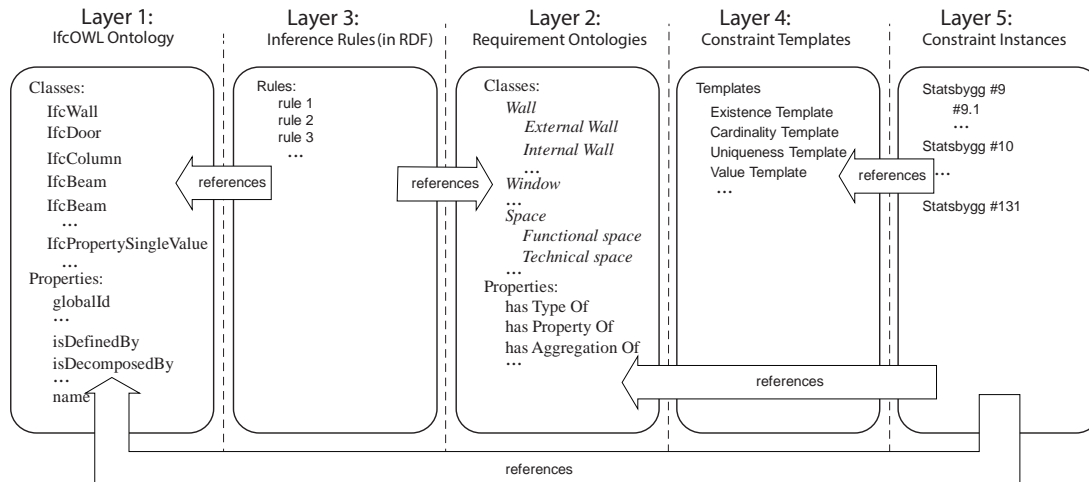 Layer 1:
IfcOWL Ontology
Classes:
IfcWall
IfcDoor
IfcColumn
IfcBeam
IfcBeam
...
IfcPropertySingleValue
...
Properties:
globalId
...
isDefinedBy
isDecomposedBy
...
name
Layer 3:
Inference Rules (in RDF)
Rules:
rule 1
rule 2
rule 3
...
references
references
Layer 2:
Requirement Ontologies
Classes:
Wall
External Wall
Internal Wall
...
Window
...
Space
Functional space
Technical space
...
Properties:
has Type Of
has Property Of
has Aggregation Of
...
Layer 4:
Constraint Templates
Templates
Existence Template
Cardinality Template
Uniqueness Template
Value Template
...
Layer 5:
Constraint Instances
Statsbygg #9
#9.1
...
Statsbygg #10
...
Statsbygg #131
references
references
references